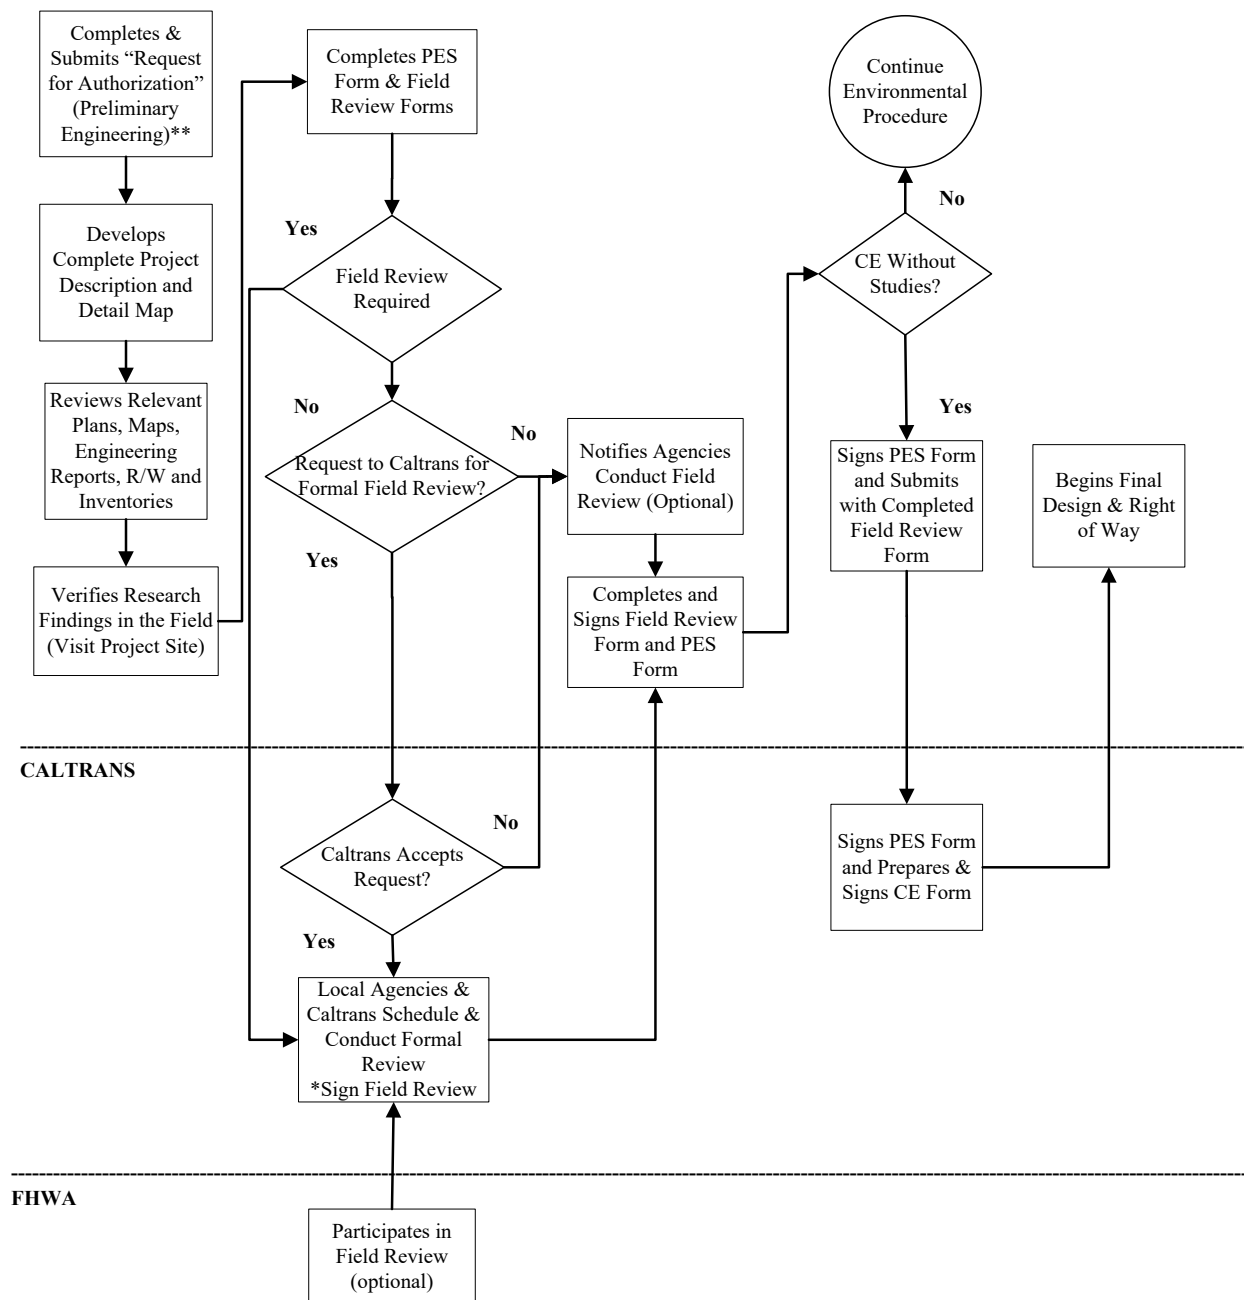 Completes &
Submits “Request
for Authorization”
(Preliminary
Engineering)**
Develops
Complete Project
Description and
Detail Map
Reviews Relevant
Plans, Maps,
Engineering
Reports, R/W and
Inventories
Verifies Research
Findings in the Field
(Visit Project Site)
Completes PES
Form & Field
Review Forms
Yes
Field Review
Required
No
Request to Caltrans for
Formal Field Review?
No
Yes
Notifies Agencies
Conduct Field
Review (Optional)
Completes and
Signs Field Review
Form and PES
Form
Continue
Environmental
Procedure
No
CE Without
Studies?
Yes
Signs PES Form
and Submits
with Completed
Field Review
Form
Begins Final
Design & Right
of Way
CALTRANS
Caltrans Accepts
Request?
No
Yes
Signs PES Form
and Prepares &
Signs CE Form
Local Agencies &
Caltrans Schedule &
Conduct Formal
Review
*Sign Field Review
FHWA
Participates in
Field Review
(optional)